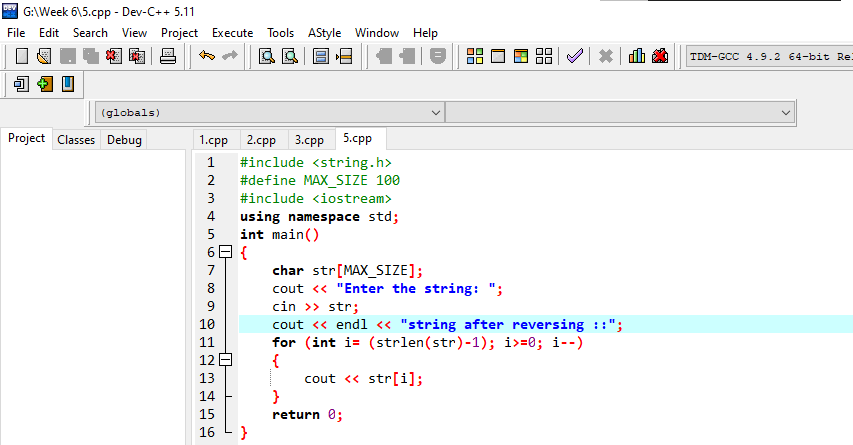 G:\Week 6\5.cpp - Dev-C++ 5.11
File Edit Search View Project Execute Tools AStyle Window Help
TDM-GCC 4.9.2 64-bit Rel
(globals)
Project Classes Debug 1.cpp 2.cpp 3.cpp 5.cpp
1 #include <string.h>
2 #define MAX_SIZE 100
3 #include <iostream>
4 using namespace std;
5 int main()
6 {
7 char str[MAX_SIZE];
8 cout << "Enter the string: ";
9 cin >> str;
10 cout << endl << "string after reversing ::";
11 for (int i= (strlen(str)-1); i>=0; i--)
12 {
13 cout << str[i];
14 }
15 return 0;
16 }